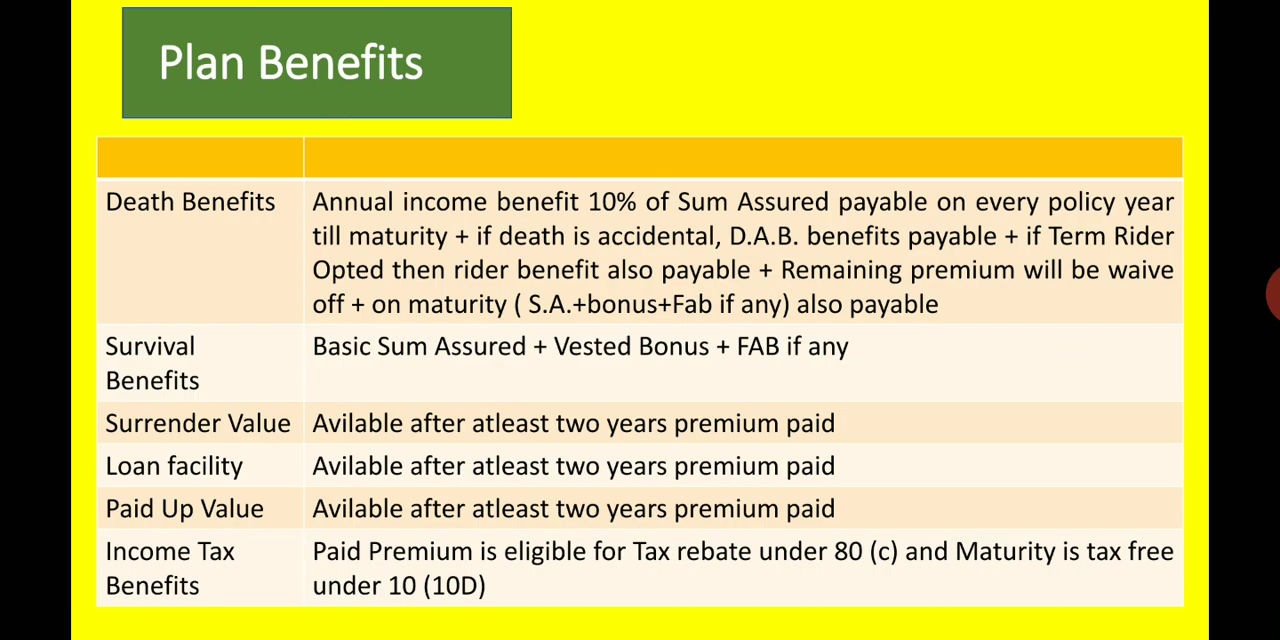 Plan Benefits
Death Benefits
Annual income benefit 10% of Sum Assured payable on every policy year
till maturity + if death is accidental, D.A.B. benefits payable + if Term Rider
Opted then rider benefit also payable + Remaining premium will be waive
off + on maturity ( S.A.+bonus+Fab if any) also payable
Survival
Benefits
Basic Sum Assured + Vested Bonus + FAB if any
Surrender Value
Avilable after atleast two years premium paid
Loan facility
Avilable after atleast two years premium paid
Paid Up Value
Avilable after atleast two years premium paid
Income Tax
Benefits
Paid Premium is eligible for Tax rebate under 80 (c) and Maturity is tax free
under 10 (10D)